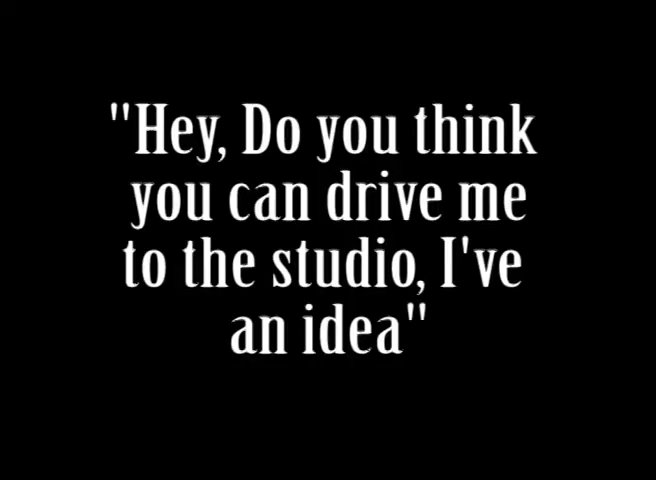 "Hey, Do you think
you can drive me
to the studio, I've
an idea"